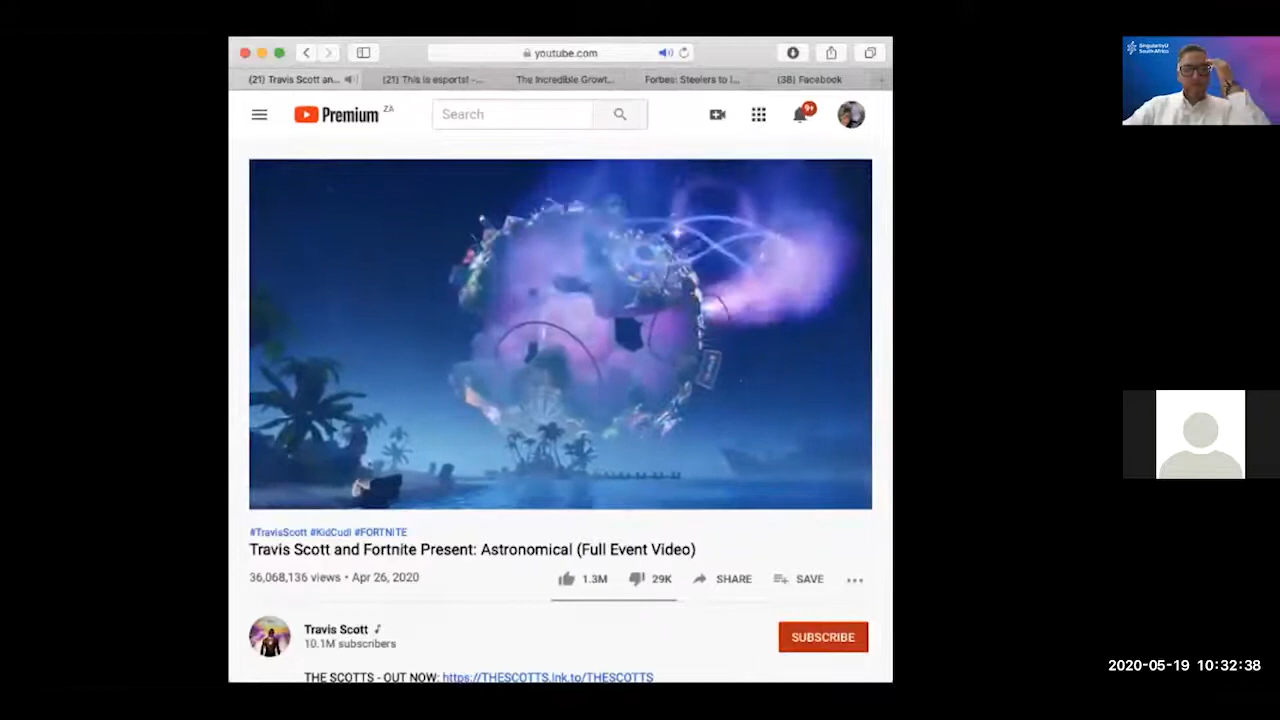 youtube.com
(21) Travis Scott an...
(21) This is esports! -...
The Incredible Growt...
Forbes: Steelers to l...
(38) Facebook
Premium ZA
Search
9+
#TravisScott #KidCudi #FORTNITE
Travis Scott and Fortnite Present: Astronomical (Full Event Video)
36,068,136 views • Apr 26, 2020
1.3M
29K
SHARE
SAVE
Travis Scott
10.1M subscribers
SUBSCRIBE
THE SCOTTS - OUT NOW: https://THESCOTTS.lnk.to/THESCOTTS
SingularityU
South Africa
2020-05-19 10:32:38